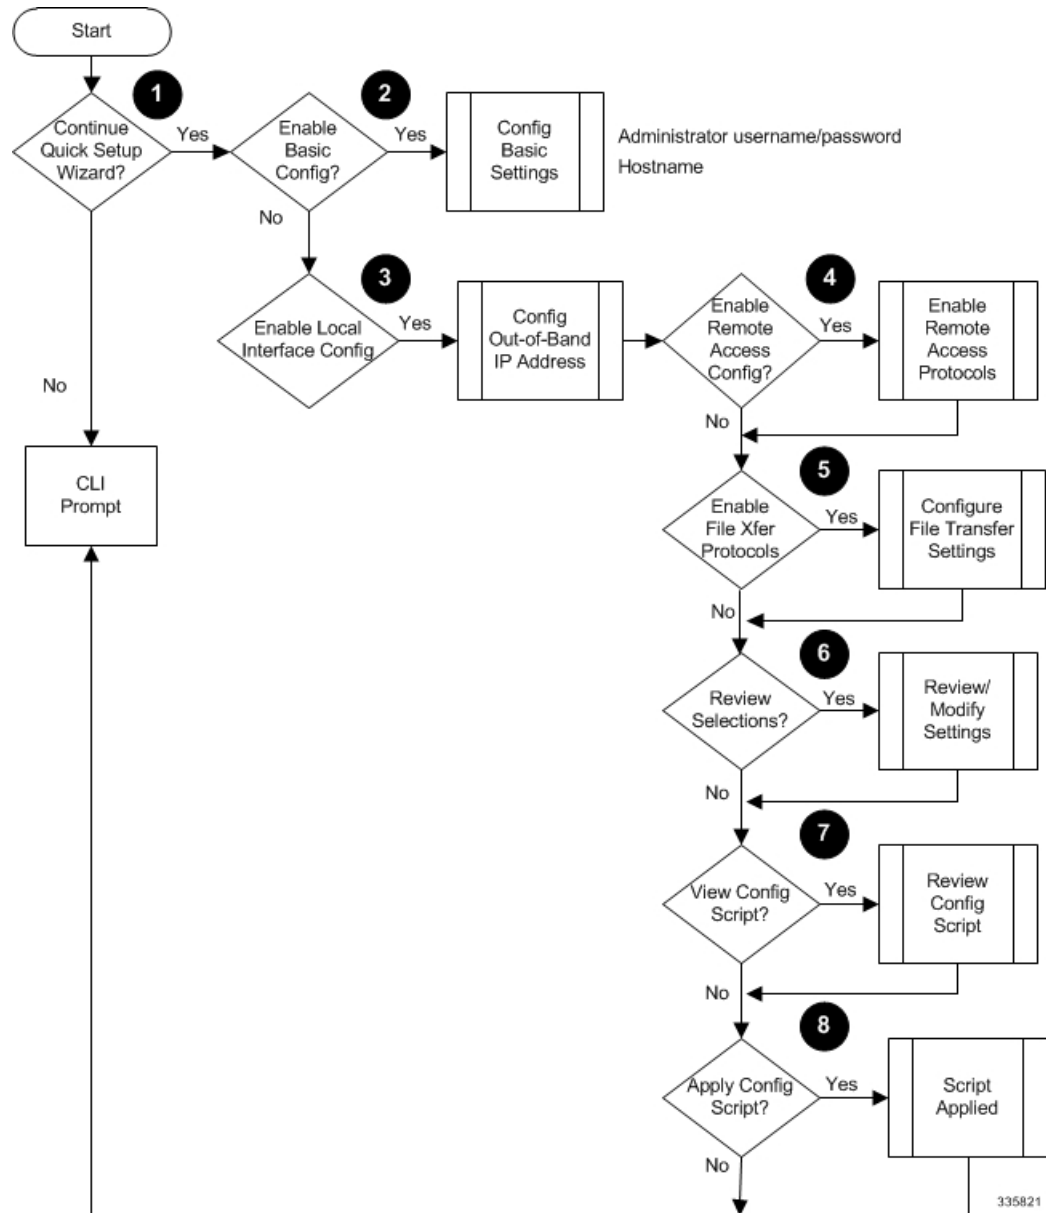 Start
1
2
Continue
Quick Setup
Wizard?
Yes
Enable
Basic
Config?
Yes
Config
Basic
Settings
Administrator username/password
Hostname
No
No
3
4
Enable Local
Interface Config
Yes
Config
Out-of-Band
IP Address
Enable
Remote
Access
Config?
Yes
Enable
Remote
Access
Protocols
No
CLI
Prompt
5
Enable
File Xfer
Protocols
Yes
Configure
File Transfer
Settings
No
6
Review
Selections?
Yes
Review/
Modify
Settings
No
7
View Config
Script?
Yes
Review
Config
Script
No
8
Apply Config
Script?
Yes
Script
Applied
No
335821